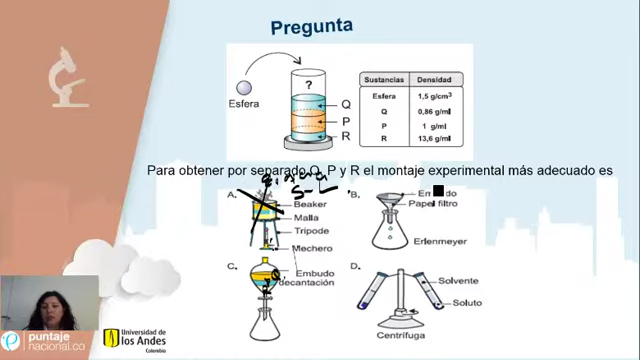 Pregunta
?
Esfera
Q
P
R
Sustancias Densidad
Esfera 1,5 g/cm³
Q 0,86 g/ml
P 1 g/ml
R 13,6 g/ml
Para obtener por separado Q, P y R el montaje experimental más adecuado es
A.
Beaker
Malla
Trípode
Mechero
B.
Papel filtro
Erlenmeyer
C.
Embudo
decantación
D.
Solvente
Soluto
Centrífuga
puntaje
nacional.co
Universidad de
los Andes
Colombia